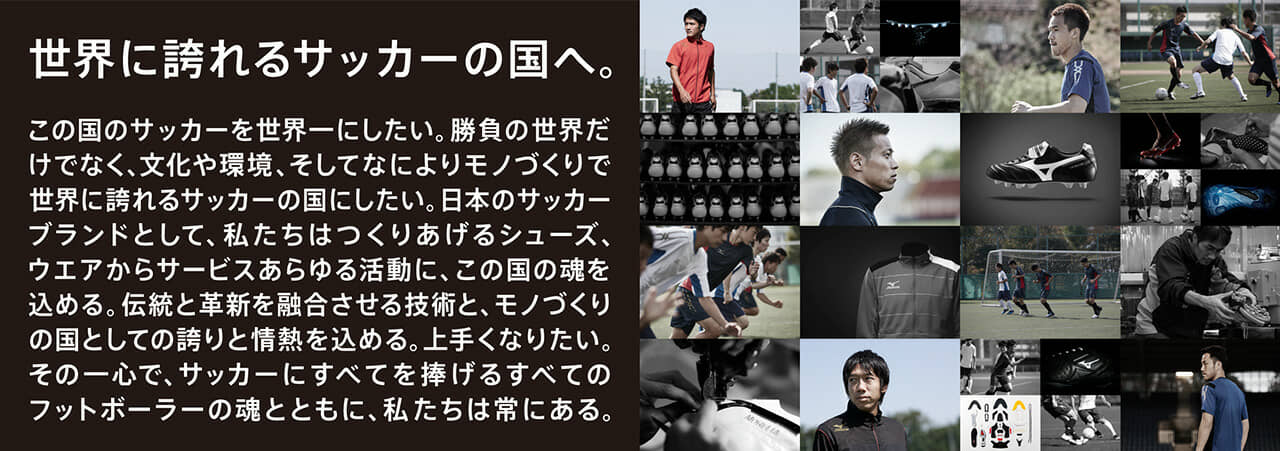 世界に誇れるサッカーの国へ。
この国のサッカーを世界一にしたい。勝負の世界だ
けでなく、文化や環境、そしてなによりモノづくりで
世界に誇れるサッカーの国にしたい。日本のサッカー
ブランドとして、私たちはつくりあげるシューズ、
ウエアからサービスあらゆる活動に、この国の魂を
込める。伝統と革新を融合させる技術と、モノづくり
の国としての誇りと情熱を込める。上手くなりたい。
その一心で、サッカーにすべてを捧げるすべての
フットボーラーの魂とともに、私たちは常にある。